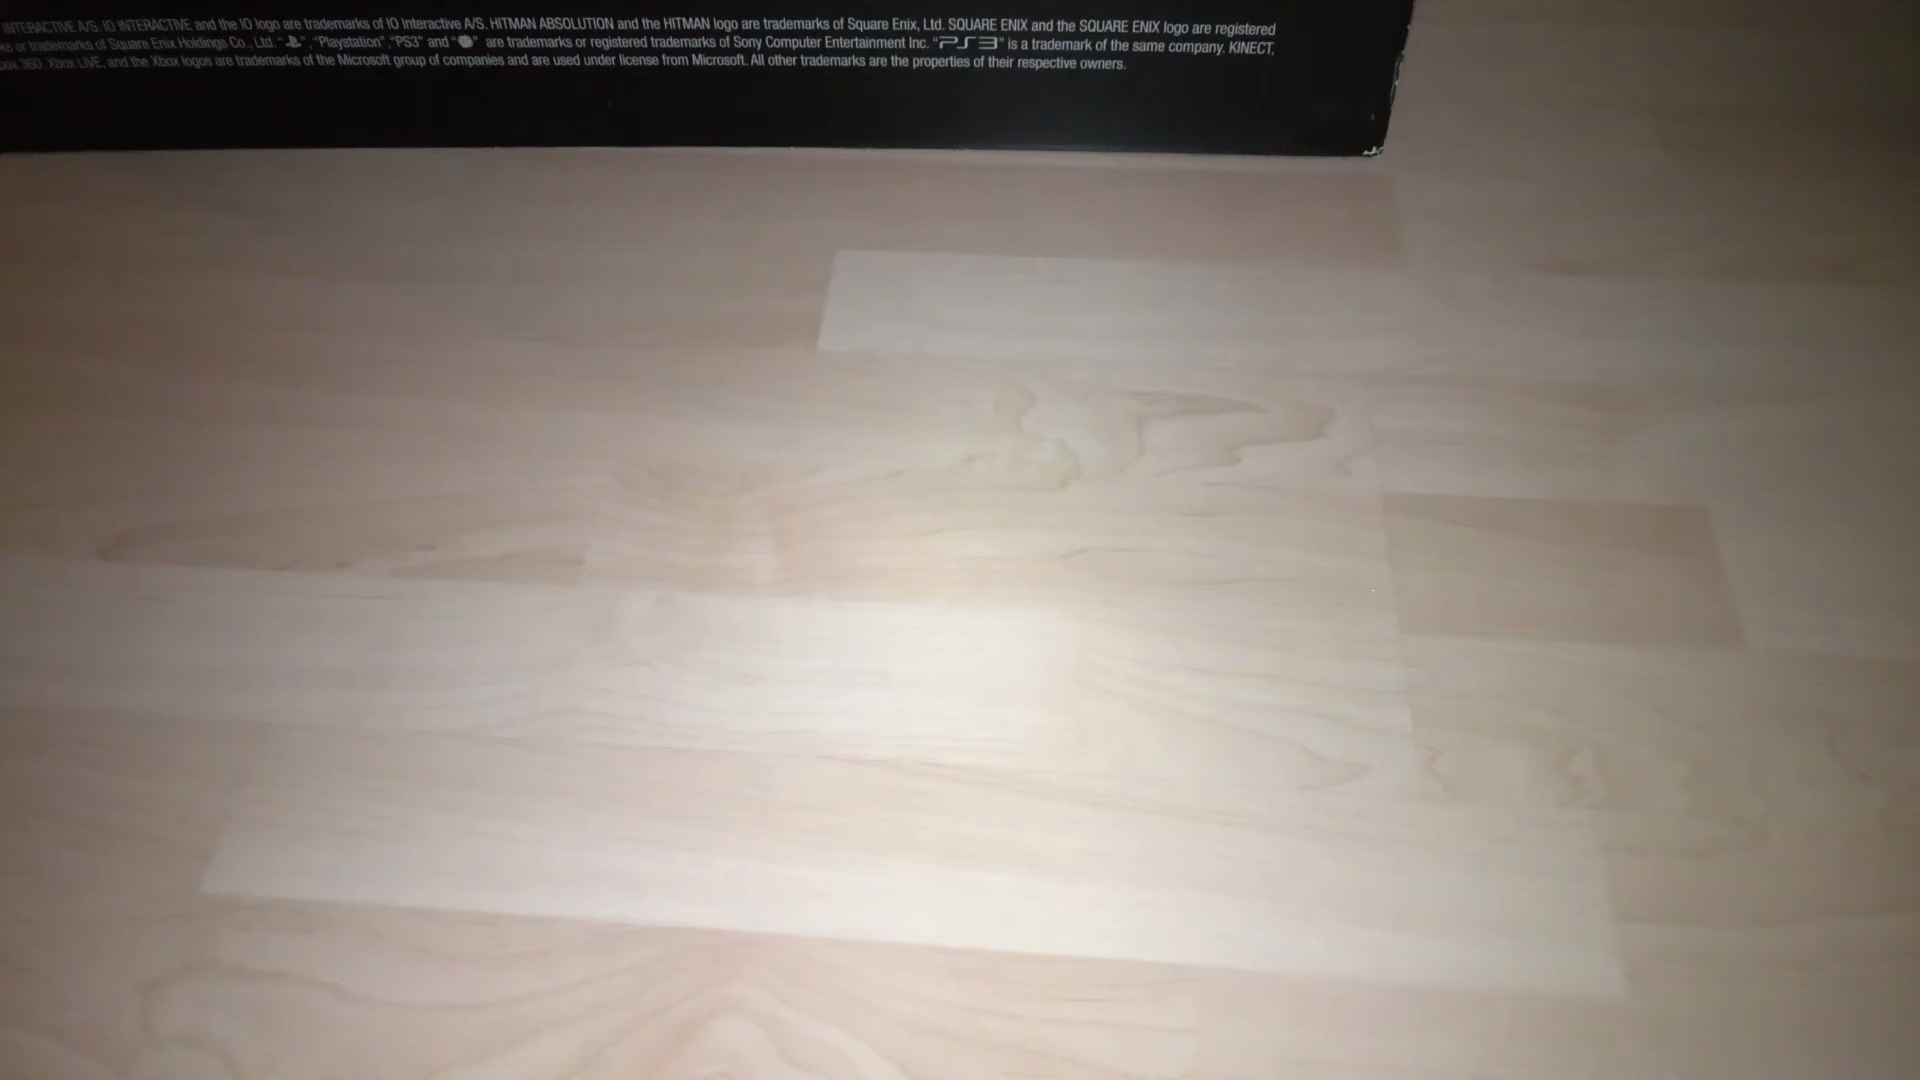 INTERACTIVE A/S. IO INTERACTIVE and the IO logo are trademarks of IO Interactive A/S. HITMAN ABSOLUTION and the HITMAN logo are trademarks of Square Enix, Ltd. SQUARE ENIX and the SQUARE ENIX logo are registered
or trademarks of Square Enix Holdings Co., Ltd. "", "Playstation", "PS3" and "" are trademarks or registered trademarks of Sony Computer Entertainment Inc. "PS3" is a trademark of the same company. KINECT,
360, Xbox LIVE, and the Xbox logos are trademarks of the Microsoft group of companies and are used under license from Microsoft. All other trademarks are the properties of their respective owners.